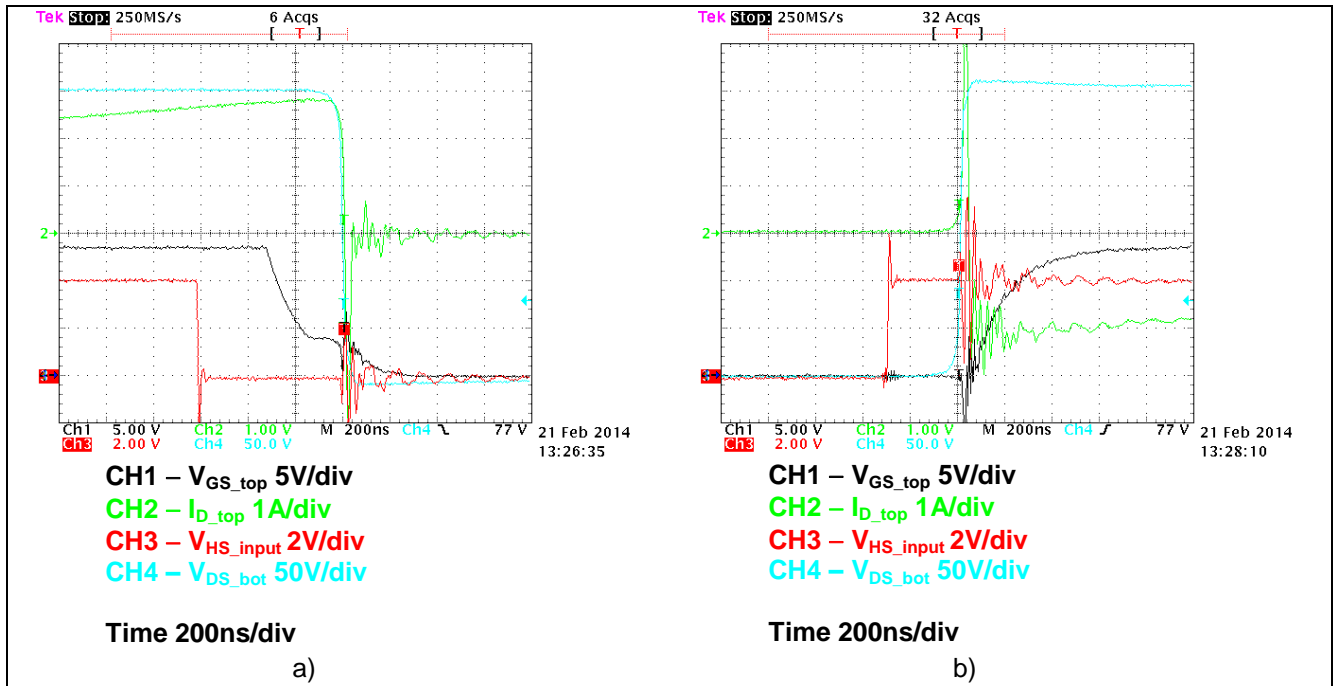 Tek Stop: 250MS/s 6 Acqs
[ T ]
T
T
2
T
Ch1 5.00 V Ch2 1.00 V M 200ns Ch4 77 V
Ch3 2.00 V Ch4 50.0 V
21 Feb 2014
13:26:35
CH1 – VGS_top 5V/div
CH2 – ID_top 1A/div
CH3 – VHS_input 2V/div
CH4 – VDS_bot 50V/div
Time 200ns/div
a)
Tek Stop: 250MS/s 32 Acqs
[ T ]
2
Ch1 5.00 V Ch2 1.00 V M 200ns Ch4 77 V
Ch3 2.00 V Ch4 50.0 V
21 Feb 2014
13:28:10
CH1 – VGS_top 5V/div
CH2 – ID_top 1A/div
CH3 – VHS_input 2V/div
CH4 – VDS_bot 50V/div
Time 200ns/div
b)